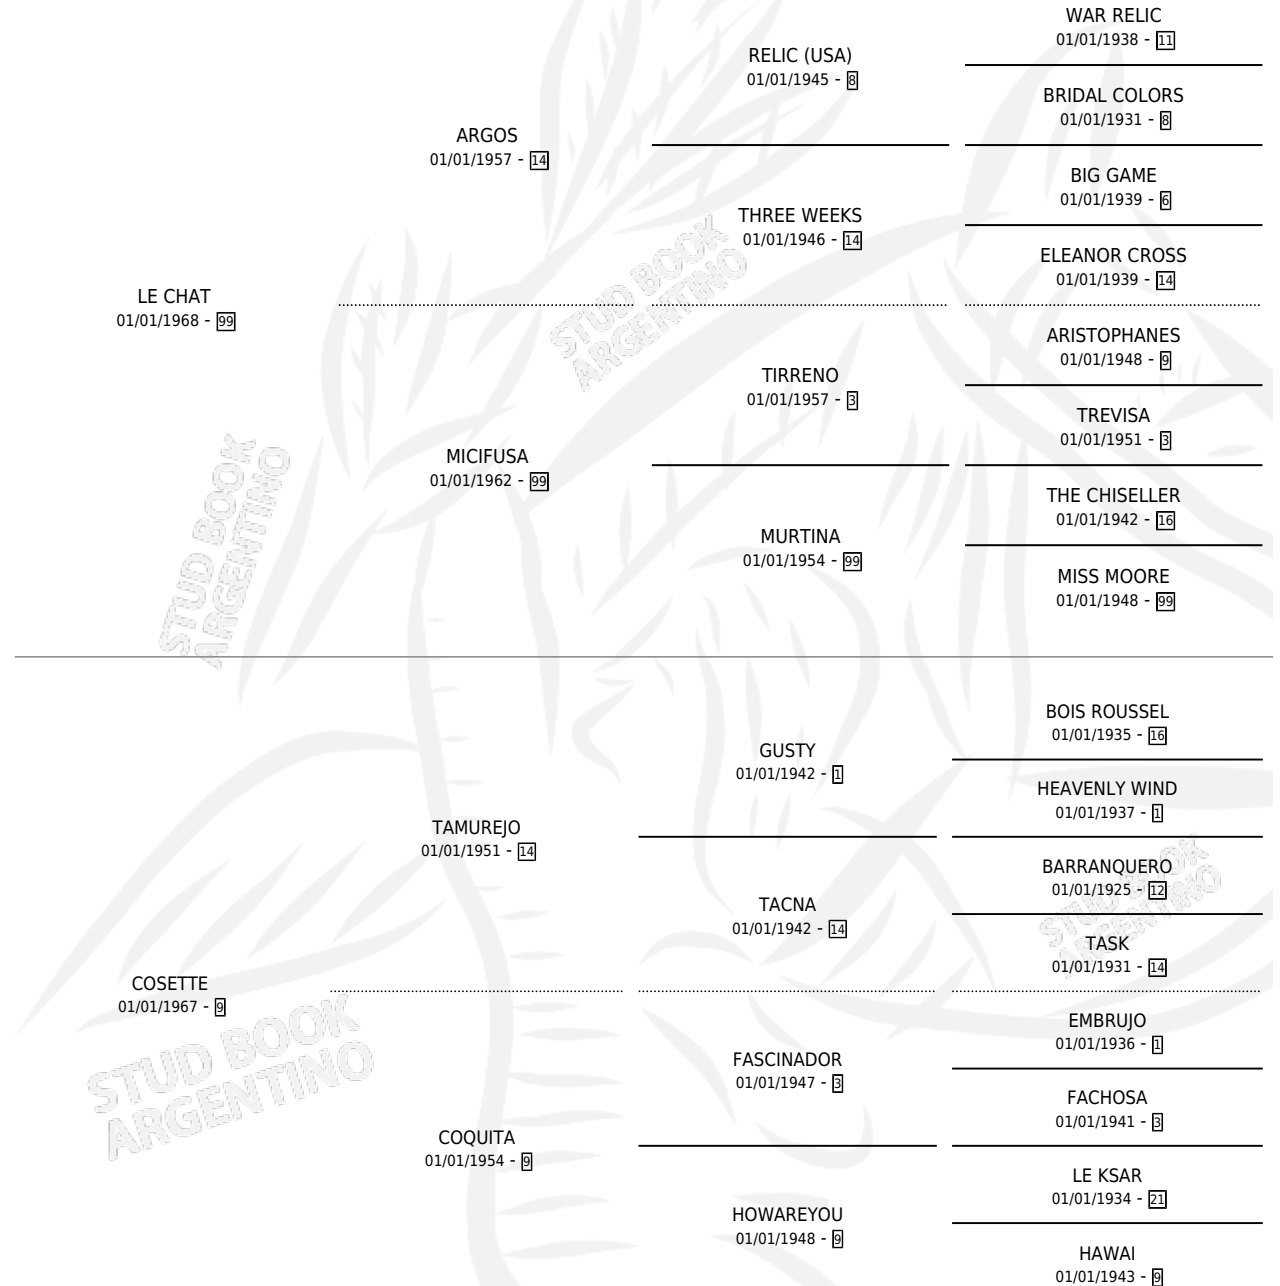 WAR RELIC
01/01/1938 - 11
RELIC (USA)
01/01/1945 - 8
BRIDAL COLORS
01/01/1931 - 8
ARGOS
01/01/1957 - 14
BIG GAME
01/01/1939 - 6
THREE WEEKS
01/01/1946 - 14
ELEANOR CROSS
01/01/1939 - 14
LE CHAT
01/01/1968 - 99
ARISTOPHANES
01/01/1948 - 9
TIRRENO
01/01/1957 - 3
TREVISA
01/01/1951 - 3
MICIFUSA
01/01/1962 - 99
THE CHISELLER
01/01/1942 - 16
MURTINA
01/01/1954 - 99
MISS MOORE
01/01/1948 - 99
BOIS ROUSSEL
01/01/1935 - 16
GUSTY
01/01/1942 - 1
HEAVENLY WIND
01/01/1937 - 1
TAMUREJO
01/01/1951 - 14
BARRANQUERO
01/01/1925 - 12
TACNA
01/01/1942 - 14
TASK
01/01/1931 - 14
COSETTE
01/01/1967 - 9
EMBRUJO
01/01/1936 - 1
FASCINADOR
01/01/1947 - 3
FACHOSA
01/01/1941 - 3
COQUITA
01/01/1954 - 9
LE KSAR
01/01/1934 - 21
HOWAREYOU
01/01/1948 - 9
HAWAI
01/01/1943 - 9
STUD BOOK
ARGENTINO
STUD BOOK
ARGENTINO
STUD BOOK
ARGENTINO
STUD BOOK
ARGENTINO